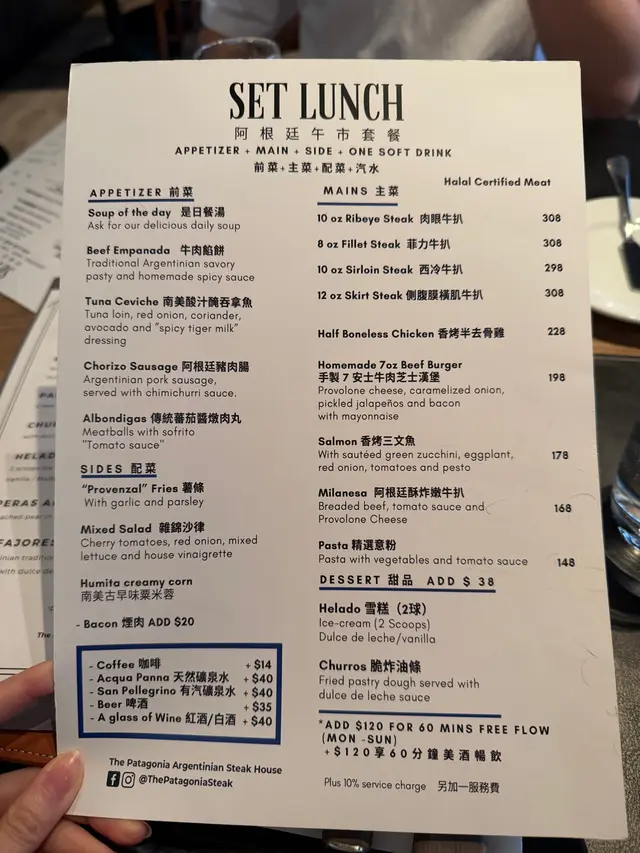 SET LUNCH
阿根廷午市套餐
APPETIZER + MAIN + SIDE + ONE SOFT DRINK
前菜+主菜+配菜+汽水
APPETIZER 前菜
Soup of the day 是日餐湯
Ask for our delicious daily soup
Beef Empanada 牛肉餡餅
Traditional Argentinian savory
pasty and homemade spicy sauce
Tuna Ceviche 南美酸汁醃吞拿魚
Tuna loin, red onion, coriander,
avocado and "spicy tiger milk"
dressing
Chorizo Sausage 阿根廷豬肉腸
Argentinian pork sausage,
served with chimichurri sauce.
Albondigas 傳統蕃茄醬燉肉丸
Meatballs with sofrito
"Tomato sauce"
SIDES 配菜
"Provenzal" Fries 薯條
With garlic and parsley
Mixed Salad 雜錦沙律
Cherry tomatoes, red onion, mixed
lettuce and house vinaigrette
Humita creamy corn
南美古早味粟米蓉
- Bacon 煙肉 ADD $20
- Coffee 咖啡 + $14
- Acqua Panna 天然礦泉水 + $40
- San Pellegrino 有汽礦泉水 + $40
- Beer 啤酒 + $35
- A glass of Wine 紅酒/白酒 + $40
The Patagonia Argentinian Steak House
@ThePatagoniaSteak
MAINS 主菜
Halal Certified Meat
10 oz Ribeye Steak 肉眼牛扒 308
8 oz Fillet Steak 菲力牛扒 308
10 oz Sirloin Steak 西冷牛扒 298
12 oz Skirt Steak 側腹膜橫肌牛扒 308
Half Boneless Chicken 香烤半去骨雞 228
Homemade 7oz Beef Burger
手製 7 安士牛肉芝士漢堡 198
Provolone cheese, caramelized onion,
pickled jalapeños and bacon
with mayonnaise
Salmon 香烤三文魚
With sautéed green zucchini, eggplant, 178
red onion, tomatoes and pesto
Milanesa 阿根廷酥炸嫩牛扒
Breaded beef, tomato sauce and 168
Provolone Cheese
Pasta 精選意粉
Pasta with vegetables and tomato sauce 148
DESSERT 甜品 ADD $ 38
Helado 雪糕（2球）
Ice-cream (2 Scoops)
Dulce de leche/vanilla
Churros 脆炸油條
Fried pastry dough served with
dulce de leche sauce
*ADD $120 FOR 60 MINS FREE FLOW
(MON -SUN)
+$120享60分鐘美酒暢飲
Plus 10% service charge 另加一服務費